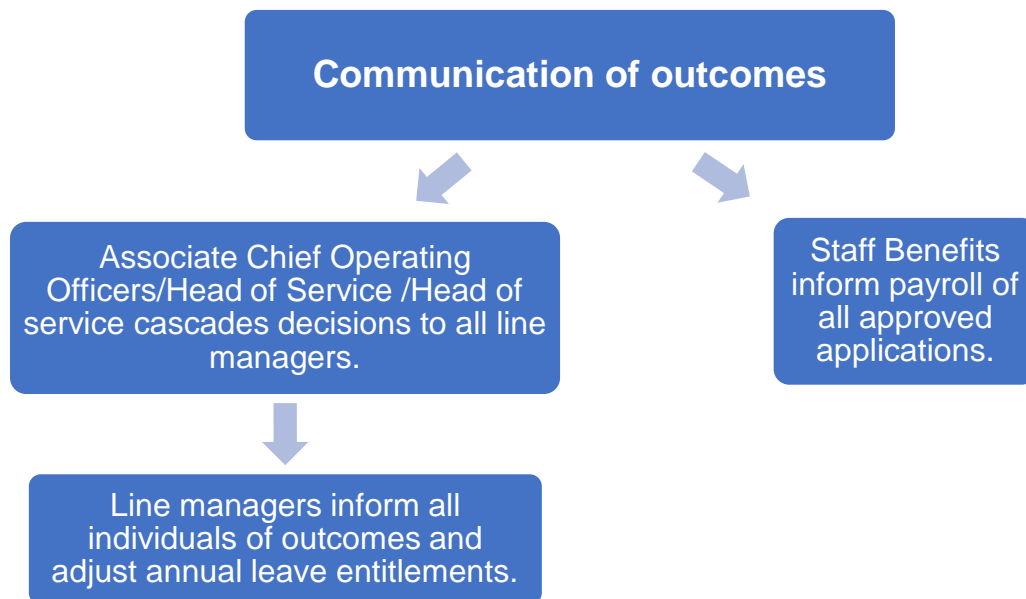 Communication of outcomes
Associate Chief Operating
Officers/Head of Service /Head of
service cascades decisions to all line
managers.
Staff Benefits
inform payroll of
all approved
applications.
Line managers inform all
individuals of outcomes and
adjust annual leave entitlements.